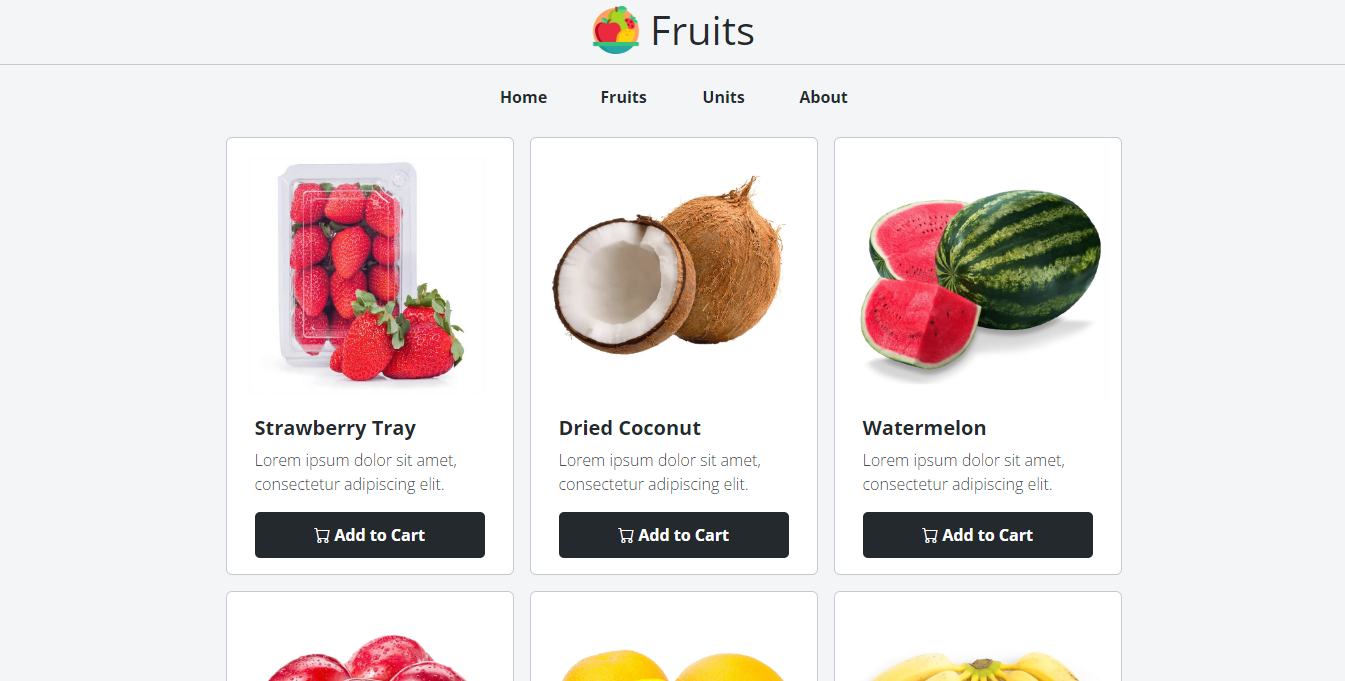 Fruits
Home Fruits Units About
Strawberry Tray
Lorem ipsum dolor sit amet,
consectetur adipiscing elit.
Add to Cart
Dried Coconut
Lorem ipsum dolor sit amet,
consectetur adipiscing elit.
Add to Cart
Watermelon
Lorem ipsum dolor sit amet,
consectetur adipiscing elit.
Add to Cart